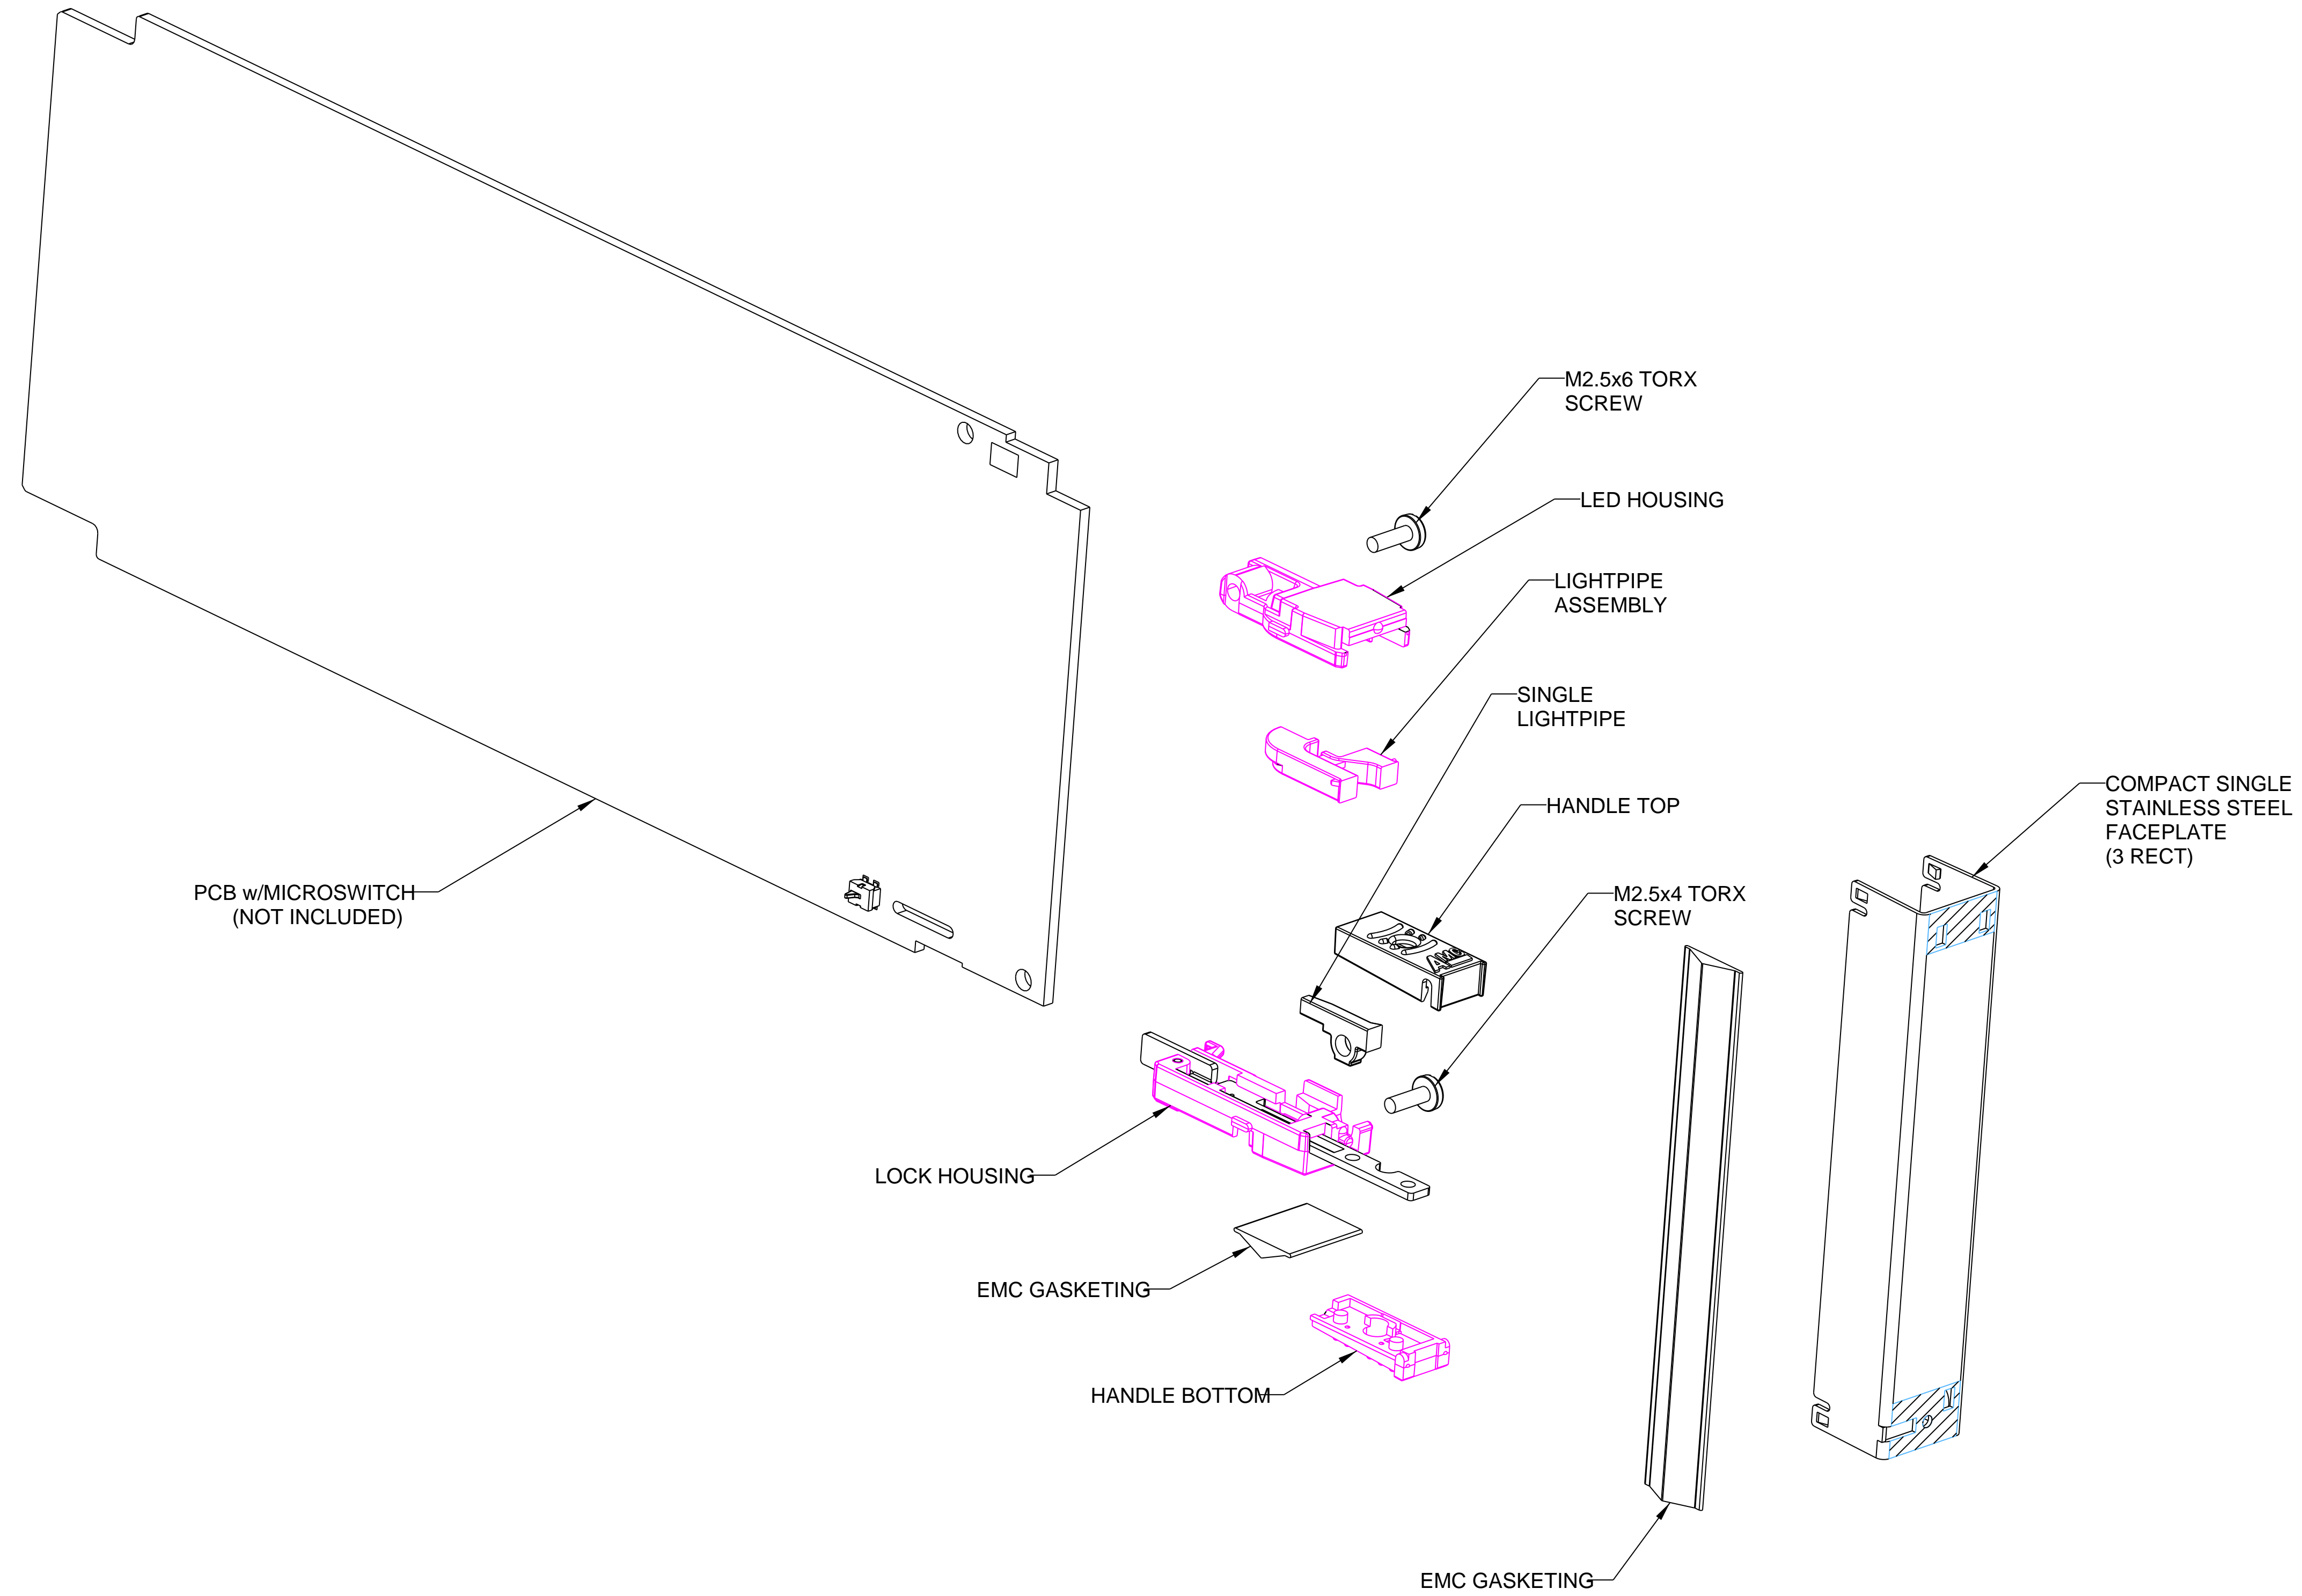 M2.5x6 TORX
SCREW
LED HOUSING
LIGHTPIPE
ASSEMBLY
SINGLE
LIGHTPIPE
COMPACT SINGLE
STAINLESS STEEL
FACEPLATE
(3 RECT)
HANDLE TOP
PCB w/MICROSWITCH
(NOT INCLUDED)
M2.5x4 TORX
SCREW
LOCK HOUSING
EMC GASKETING
HANDLE BOTTOM
EMC GASKETING